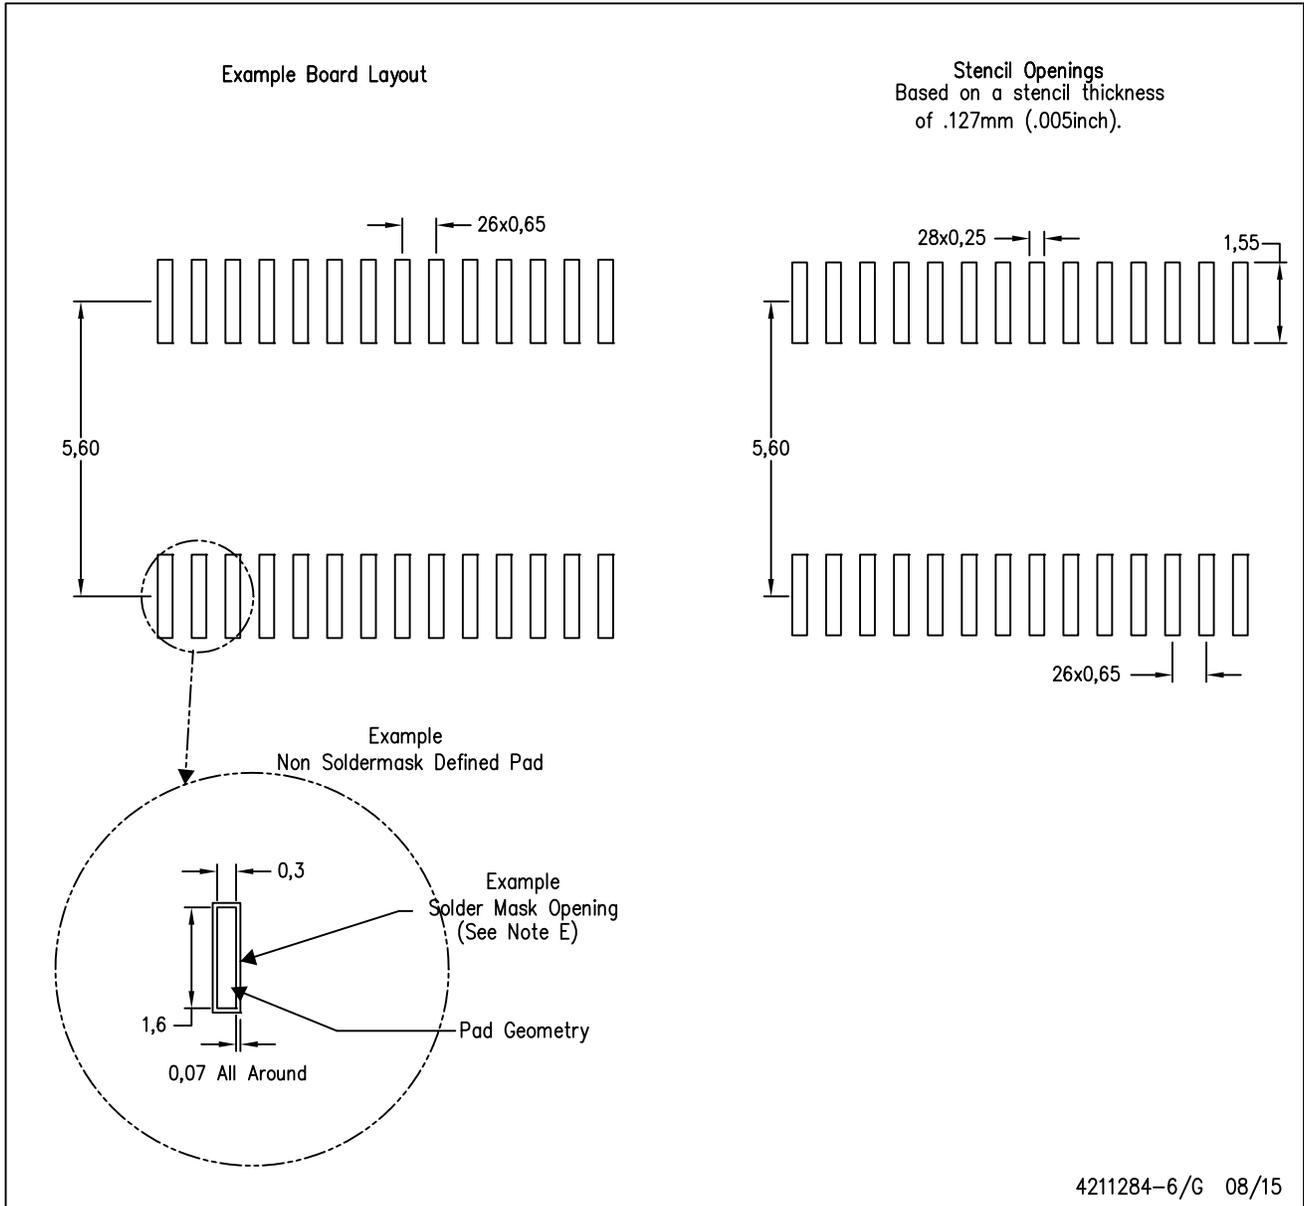 Example Board Layout
Stencil Openings
Based on a stencil thickness
of .127mm (.005inch).
26x0,65
28x0,25
1,55
5,60
5,60
26x0,65
Example
Non Soldermask Defined Pad
0,3
Example
Solder Mask Opening
(See Note E)
1,6
Pad Geometry
0,07 All Around
4211284-6/G 08/15